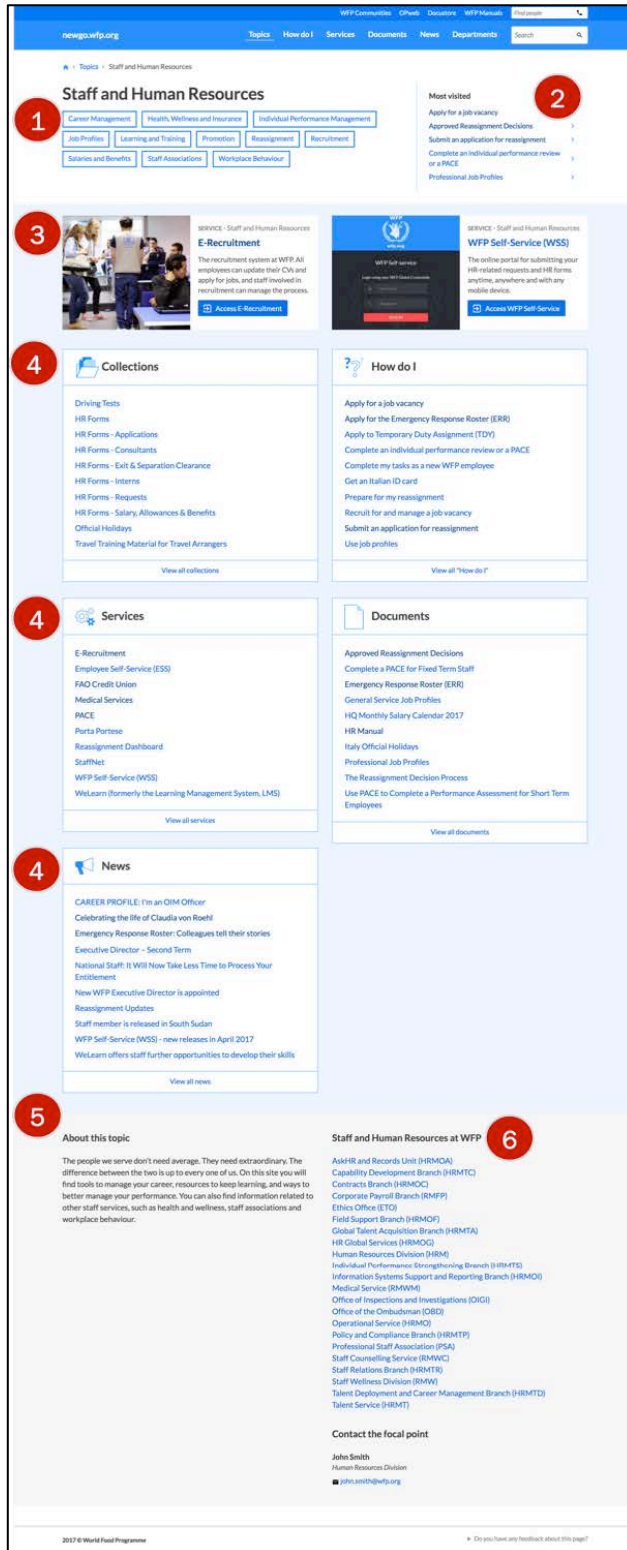 WFP Communities OPweb Docustore WFP Manuals Find people
newgo.wfp.org Topics How do I Services Documents News Departments Search
Topics Staff and Human Resources
Staff and Human Resources
1
Career Management Health, Wellness and Insurance Individual Performance Management
Job Profiles Learning and Training Promotion Reassignment Recruitment
Salaries and Benefits Staff Associations Workplace Behaviour
Most visited
2
Apply for a job vacancy
Approved Reassignment Decisions
Submit an application for reassignment
Complete an individual performance review
or a PACE
Professional Job Profiles
3
SERVICE - Staff and Human Resources
E-Recruitment
The recruitment system at WFP. All
employees can update their CVs and
apply for jobs, and staff involved in
recruitment can manage the process.
Access E-Recruitment
WFP
wfp.org
WFP Self-service
SERVICE - Staff and Human Resources
WFP Self-Service (WSS)
The online portal for submitting your
HR-related requests and HR forms
anytime, anywhere and with any
mobile device.
Access WFP Self-Service
4
Collections
Driving Tests
HR Forms
HR Forms - Applications
HR Forms - Consultants
HR Forms - Exit & Separation Clearance
HR Forms - Interns
HR Forms - Requests
HR Forms - Salary, Allowances & Benefits
Official Holidays
Travel Training Material for Travel Arrangers
View all collections
How do I
Apply for a job vacancy
Apply for the Emergency Response Roster (ERR)
Apply to Temporary Duty Assignment (TDY)
Complete an individual performance review or a PACE
Complete my tasks as a new WFP employee
Get an Italian ID card
Prepare for my reassignment
Recruit for and manage a job vacancy
Submit an application for reassignment
Use job profiles
View all "How do I"
4
Services
E-Recruitment
Employee Self-Service (ESS)
FAO Credit Union
Medical Services
PACE
Porta Portese
Reassignment Dashboard
StaffNet
WFP Self-Service (WSS)
WeLearn (formerly the Learning Management System, LMS)
View all services
Documents
Approved Reassignment Decisions
Complete a PACE for Fixed Term Staff
Emergency Response Roster (ERR)
General Service Job Profiles
HQ Monthly Salary Calendar 2017
HR Manual
Italy Official Holidays
Professional Job Profiles
The Reassignment Decision Process
Use PACE to Complete a Performance Assessment for Short Term
Employees
View all documents
4
News
CAREER PROFILE: I'm an OIM Officer
Celebrating the life of Claudia von Roehl
Emergency Response Roster: Colleagues tell their stories
Executive Director – Second Term
National Staff: It Will Now Take Less Time to Process Your
Entitlement
New WFP Executive Director is appointed
Reassignment Updates
Staff member is released in South Sudan
WFP Self-Service (WSS) - new releases in April 2017
WeLearn offers staff further opportunities to develop their skills
View all news
5
About this topic
The people we serve don't need average. They need extraordinary. The
difference between the two is up to every one of us. On this site you will
find tools to manage your career, resources to keep learning, and ways to
better manage your performance. You can also find information related to
other staff services, such as health and wellness, staff associations and
workplace behaviour.
Staff and Human Resources at WFP
6
AskHR and Records Unit (HRMOA)
Capability Development Branch (HRMTC)
Contracts Branch (HRMOC)
Corporate Payroll Branch (RMFP)
Ethics Office (ETO)
Field Support Branch (HRMOF)
Global Talent Acquisition Branch (HRMTA)
HR Global Services (HRMOG)
Human Resources Division (HRM)
Individual Performance Strengthening Branch (HRMTS)
Information Systems Support and Reporting Branch (HRMOI)
Medical Service (RMWM)
Office of Inspections and Investigations (OIGI)
Office of the Ombudsman (OBD)
Operational Service (HRMO)
Policy and Compliance Branch (HRMTP)
Professional Staff Association (PSA)
Staff Counselling Service (RMWC)
Staff Relations Branch (HRMTR)
Staff Wellness Division (RMW)
Talent Deployment and Career Management Branch (HRMTD)
Talent Service (HRMT)
Contact the focal point
John Smith
Human Resources Division
john.smith@wfp.org
2017 © World Food Programme
Do you have any feedback about this page?